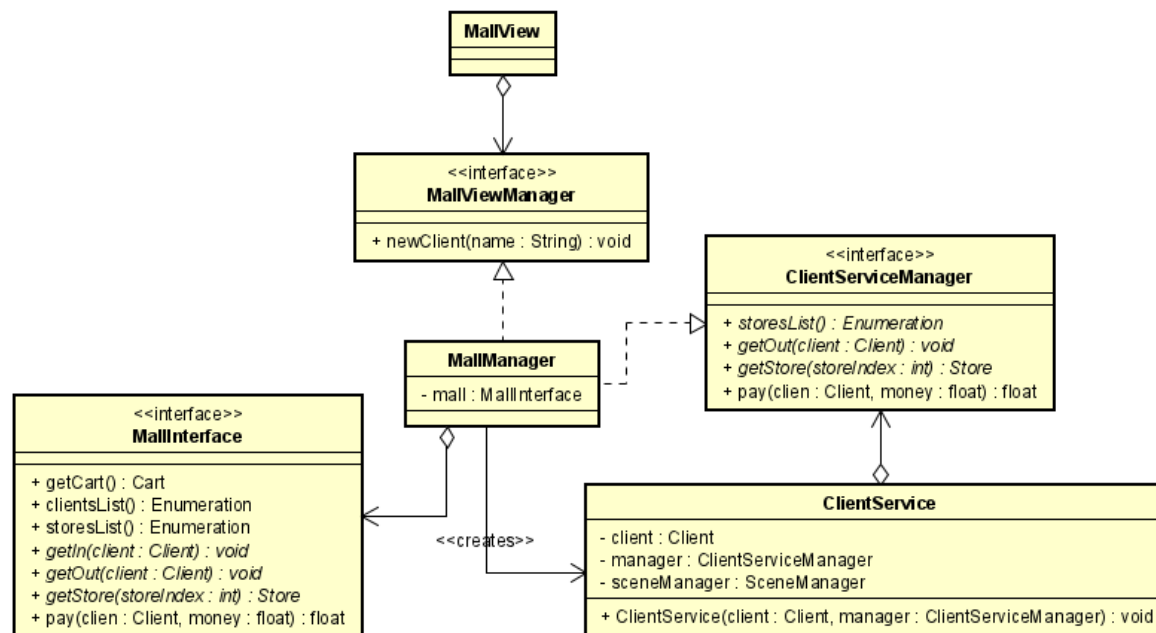 MallView
<<interface>>
MallViewManager
+ newClient(name : String) : void
<<interface>>
ClientServiceManager
+ storesList() : Enumeration
+ getOut(client : Client) : void
+ getStore(storeIndex : int) : Store
+ pay(clien : Client, money : float) : float
MallManager
- mall : MallInterface
<<interface>>
MallInterface
+ getCart() : Cart
+ clientsList() : Enumeration
+ storesList() : Enumeration
+ getIn(client : Client) : void
+ getOut(client : Client) : void
+ getStore(storeIndex : int) : Store
+ pay(clien : Client, money : float) : float
<<creates>>
ClientService
- client : Client
- manager : ClientServiceManager
- sceneManager : SceneManager
+ ClientService(client : Client, manager : ClientServiceManager) : void